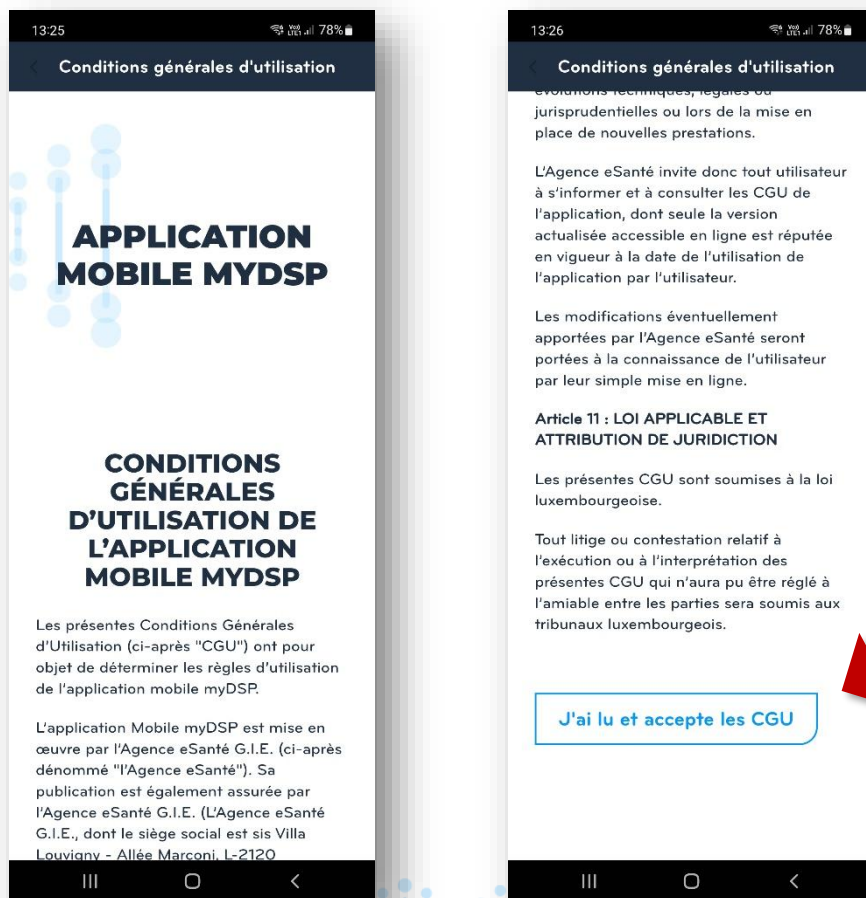 13:25
78%
Conditions générales d'utilisation
APPLICATION
MOBILE MYDSP
CONDITIONS
GÉNÉRALES
D'UTILISATION DE
L'APPLICATION
MOBILE MYDSP
Les présentes Conditions Générales
d'Utilisation (ci-après "CGU") ont pour
objet de déterminer les règles d'utilisation
de l'application mobile myDSP.
L'application Mobile myDSP est mise en
œuvre par l'Agence eSanté G.I.E. (ci-après
dénommé "l'Agence eSanté"). Sa
publication est également assurée par
l'Agence eSanté G.I.E. (L'Agence eSanté
G.I.E., dont le siège social est sis Villa
Louvigny - Allée Marconi, L-2120
13:26
78%
Conditions générales d'utilisation
évolutions techniques, légales ou
jurisprudentielles ou lors de la mise en
place de nouvelles prestations.
L'Agence eSanté invite donc tout utilisateur
à s'informer et à consulter les CGU de
l'application, dont seule la version
actualisée accessible en ligne est réputée
en vigueur à la date de l'utilisation de
l'application par l'utilisateur.
Les modifications éventuellement
apportées par l'Agence eSanté seront
portées à la connaissance de l'utilisateur
par leur simple mise en ligne.
Article 11 : LOI APPLICABLE ET
ATTRIBUTION DE JURIDICTION
Les présentes CGU sont soumises à la loi
luxembourgeoise.
Tout litige ou contestation relatif à
l'exécution ou à l'interprétation des
présentes CGU qui n'aura pu être réglé à
l'amiable entre les parties sera soumis aux
tribunaux luxembourgeois.
J'ai lu et accepte les CGU